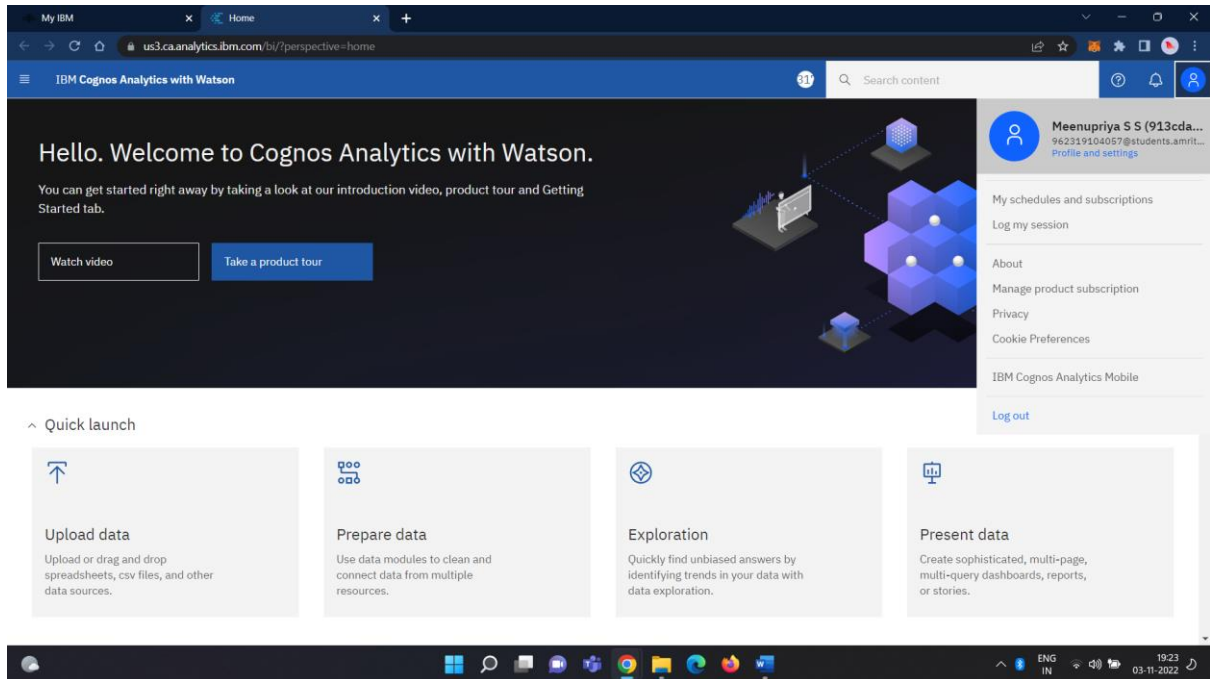 My IBM
Home
us3.ca.analytics.ibm.com/bi/?perspective=home
IBM Cognos Analytics with Watson
31
Search content
Meenupriya S S (913cda...
962319104057@students.amrit...
Profile and settings
Hello. Welcome to Cognos Analytics with Watson.
You can get started right away by taking a look at our introduction video, product tour and Getting
Started tab.
Watch video
Take a product tour
My schedules and subscriptions
Log my session
About
Manage product subscription
Privacy
Cookie Preferences
IBM Cognos Analytics Mobile
Log out
Quick launch
Upload data
Upload or drag and drop
spreadsheets, csv files, and other
data sources.
Prepare data
Use data modules to clean and
connect data from multiple
resources.
Exploration
Quickly find unbiased answers by
identifying trends in your data with
data exploration.
Present data
Create sophisticated, multi-page,
multi-query dashboards, reports,
or stories.
ENG
IN
19:23
03-11-2022